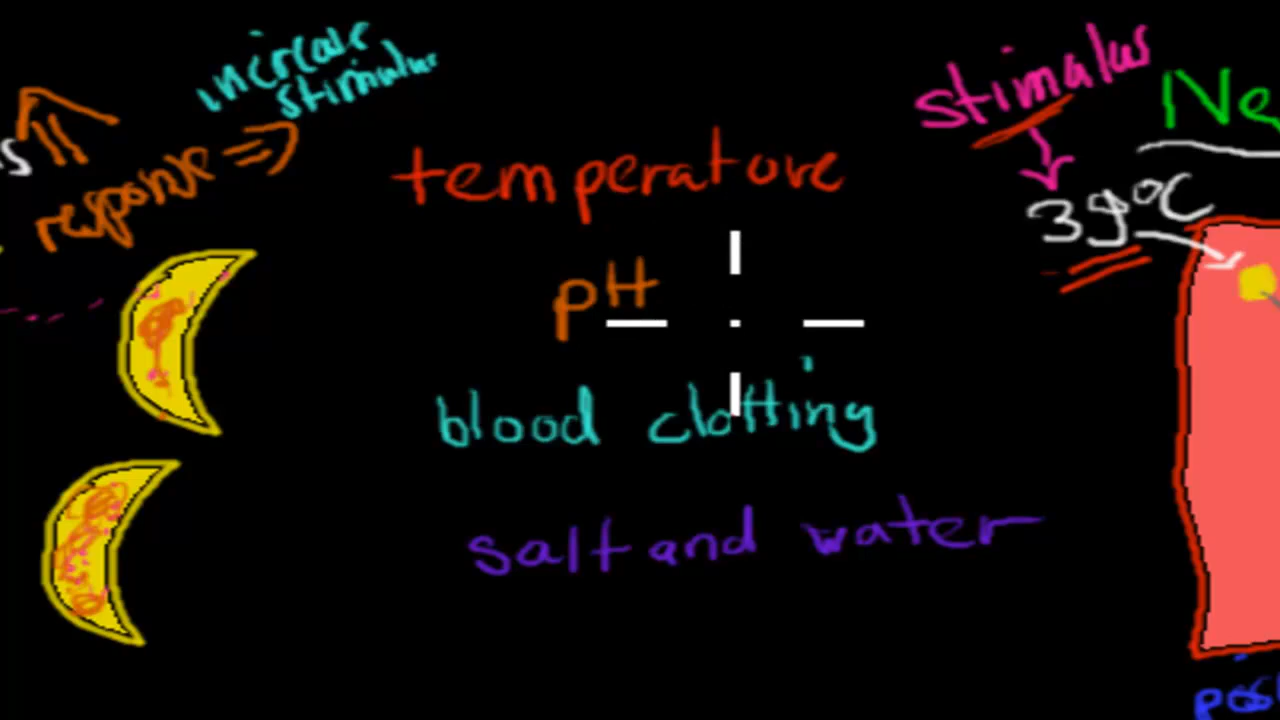 increase
stimulus
response =>
temperature
pH
blood clotting
salt and water
stimulus
39°C